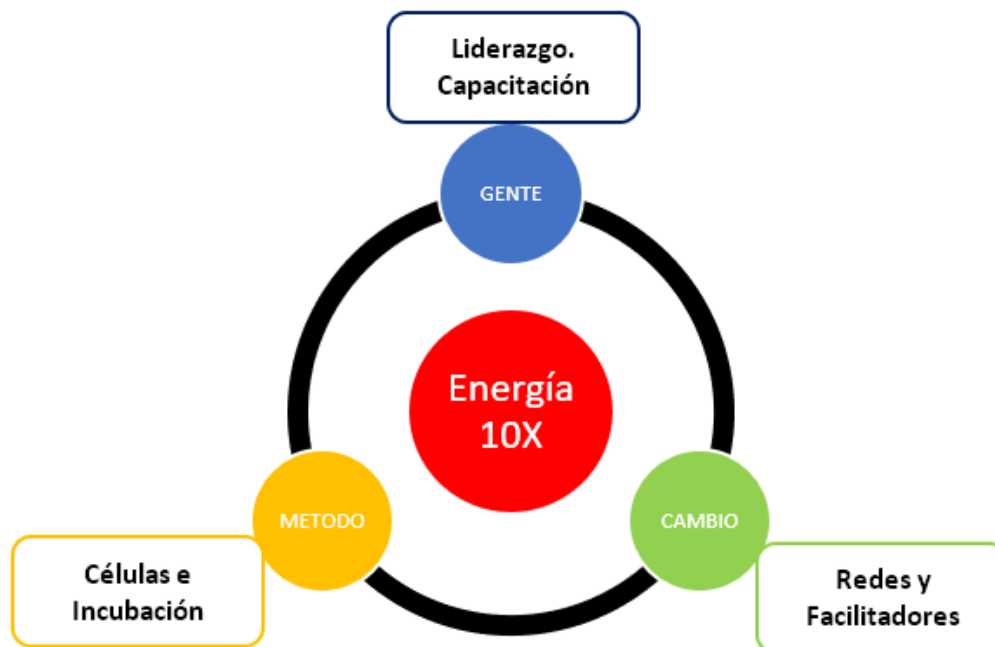 Liderazgo.
Capacitación
GENTE
Energía
10X
METODO
CAMBIO
Células e
Incubación
Redes y
Facilitadores